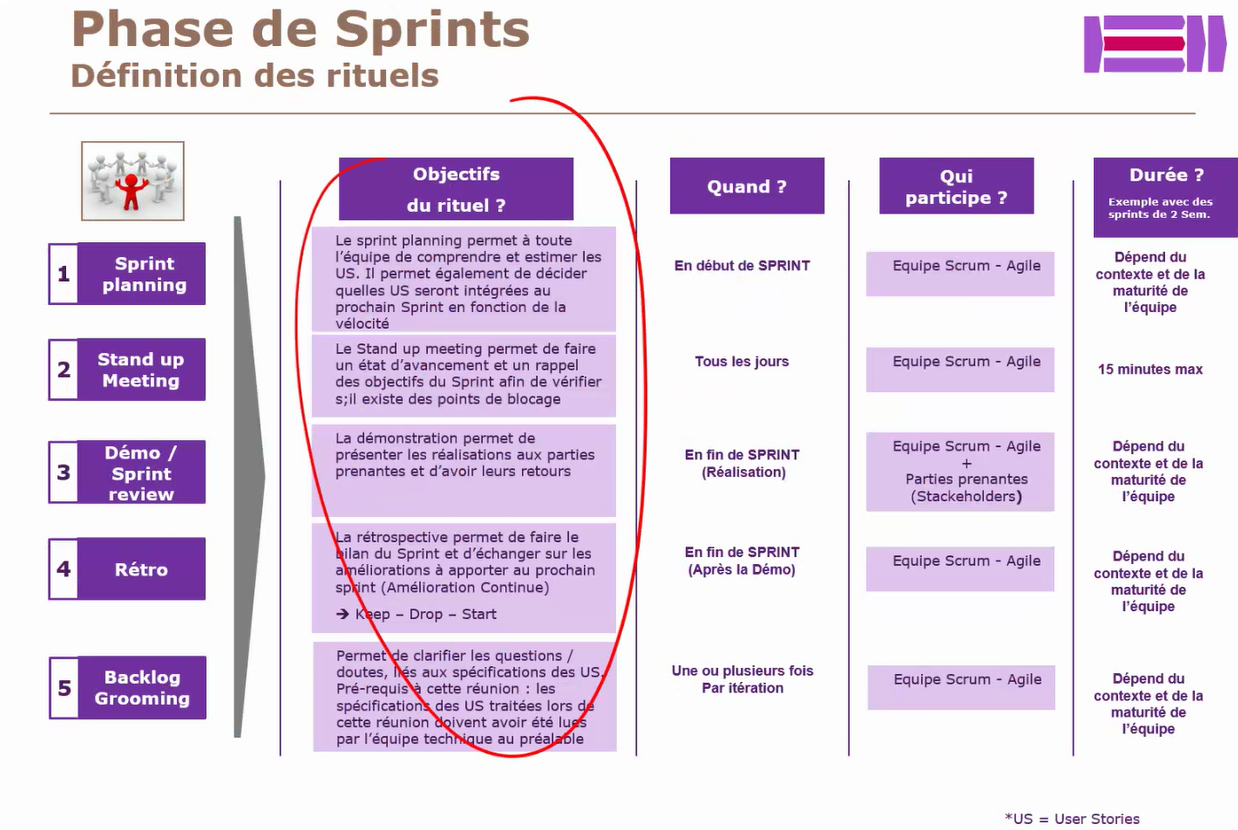 Phase de Sprints
Définition des rituels
Objectifs
du rituel ?
Quand ?
Qui
participe ?
Durée ?
Exemple avec des
sprints de 2 Sem.
1
Sprint
planning
Le sprint planning permet à toute
l’équipe de comprendre et estimer les
US. Il permet également de décider
quelles US seront intégrées au
prochain Sprint en fonction de la
vélocité
En début de SPRINT
Equipe Scrum - Agile
Dépend du
contexte et de la
maturité de
l’équipe
2
Stand up
Meeting
Le Stand up meeting permet de faire
un état d’avancement et un rappel
des objectifs du Sprint afin de vérifier
s;il existe des points de blocage
Tous les jours
Equipe Scrum - Agile
15 minutes max
3
Démo /
Sprint
review
La démonstration permet de
présenter les réalisations aux parties
prenantes et d’avoir leurs retours
En fin de SPRINT
(Réalisation)
Equipe Scrum - Agile
+
Parties prenantes
(Stackeholders)
Dépend du
contexte et de la
maturité de
l’équipe
4
Rétro
La rétrospective permet de faire le
bilan du Sprint et d’échanger sur les
améliorations à apporter au prochain
sprint (Amélioration Continue)
➔ Keep – Drop – Start
En fin de SPRINT
(Après la Démo)
Equipe Scrum - Agile
Dépend du
contexte et de la
maturité de
l’équipe
5
Backlog
Grooming
Permet de clarifier les questions /
doutes, liés aux spécifications des US.
Pré-requis à cette réunion : les
spécifications des US traitées lors de
cette réunion doivent avoir été lues
par l’équipe technique au préalable
Une ou plusieurs fois
Par itération
Equipe Scrum - Agile
Dépend du
contexte et de la
maturité de
l’équipe
*US = User Stories